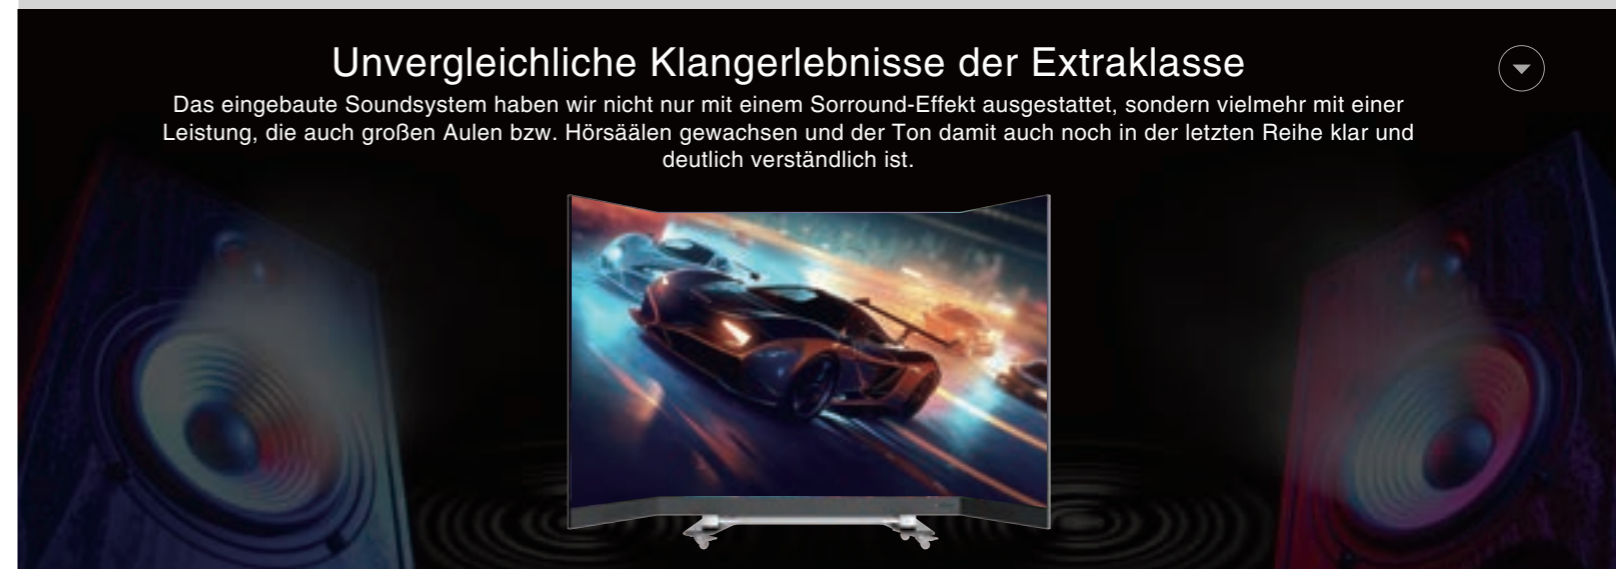 Unvergleichliche Klangerlebnisse der Extraklasse
Das eingebaute Soundsystem haben wir nicht nur mit einem Sorround-Effekt ausgestattet, sondern vielmehr mit einer
Leistung, die auch großen Aulen bzw. Hörsäälen gewachsen und der Ton damit auch noch in der letzten Reihe klar und
deutlich verständlich ist.